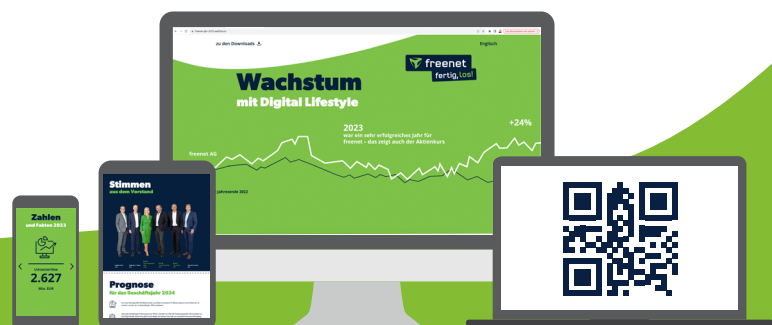 zu den Downloads
Englisch
freenet
fertig, los!
Wachstum
mit Digital Lifestyle
+24%
2023
war ein sehr erfolgreiches Jahr für
freenet – das zeigt auch der Aktienkurs
freenet AG
Jahresende 2022
Stimmen
aus dem Vorstand
Prognose
für das Geschäftsjahr 2024
Zahlen
und Fakten 2023
Umsatzerlöse
2.627
Mio. EUR